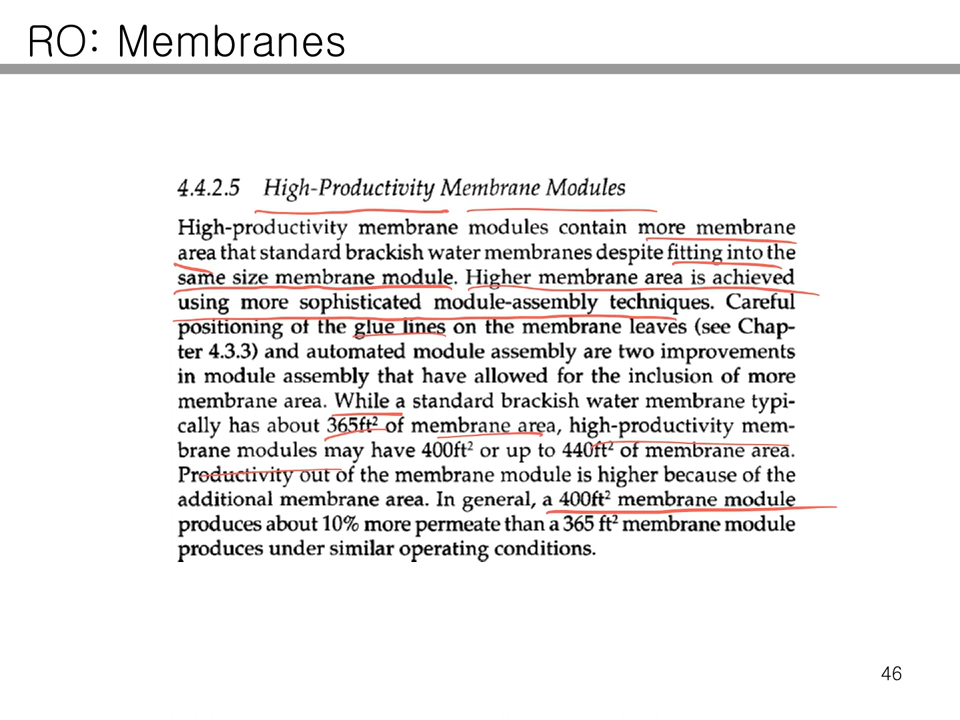 RO: Membranes
4.4.2.5 High-Productivity Membrane Modules
High-productivity membrane modules contain more membrane
area that standard brackish water membranes despite fitting into the
same size membrane module. Higher membrane area is achieved
using more sophisticated module-assembly techniques. Careful
positioning of the glue lines on the membrane leaves (see Chap-
ter 4.3.3) and automated module assembly are two improvements
in module assembly that have allowed for the inclusion of more
membrane area. While a standard brackish water membrane typi-
cally has about 365ft² of membrane area, high-productivity mem-
brane modules may have 400ft² or up to 440ft² of membrane area.
Productivity out of the membrane module is higher because of the
additional membrane area. In general, a 400ft² membrane module
produces about 10% more permeate than a 365 ft² membrane module
produces under similar operating conditions.
46